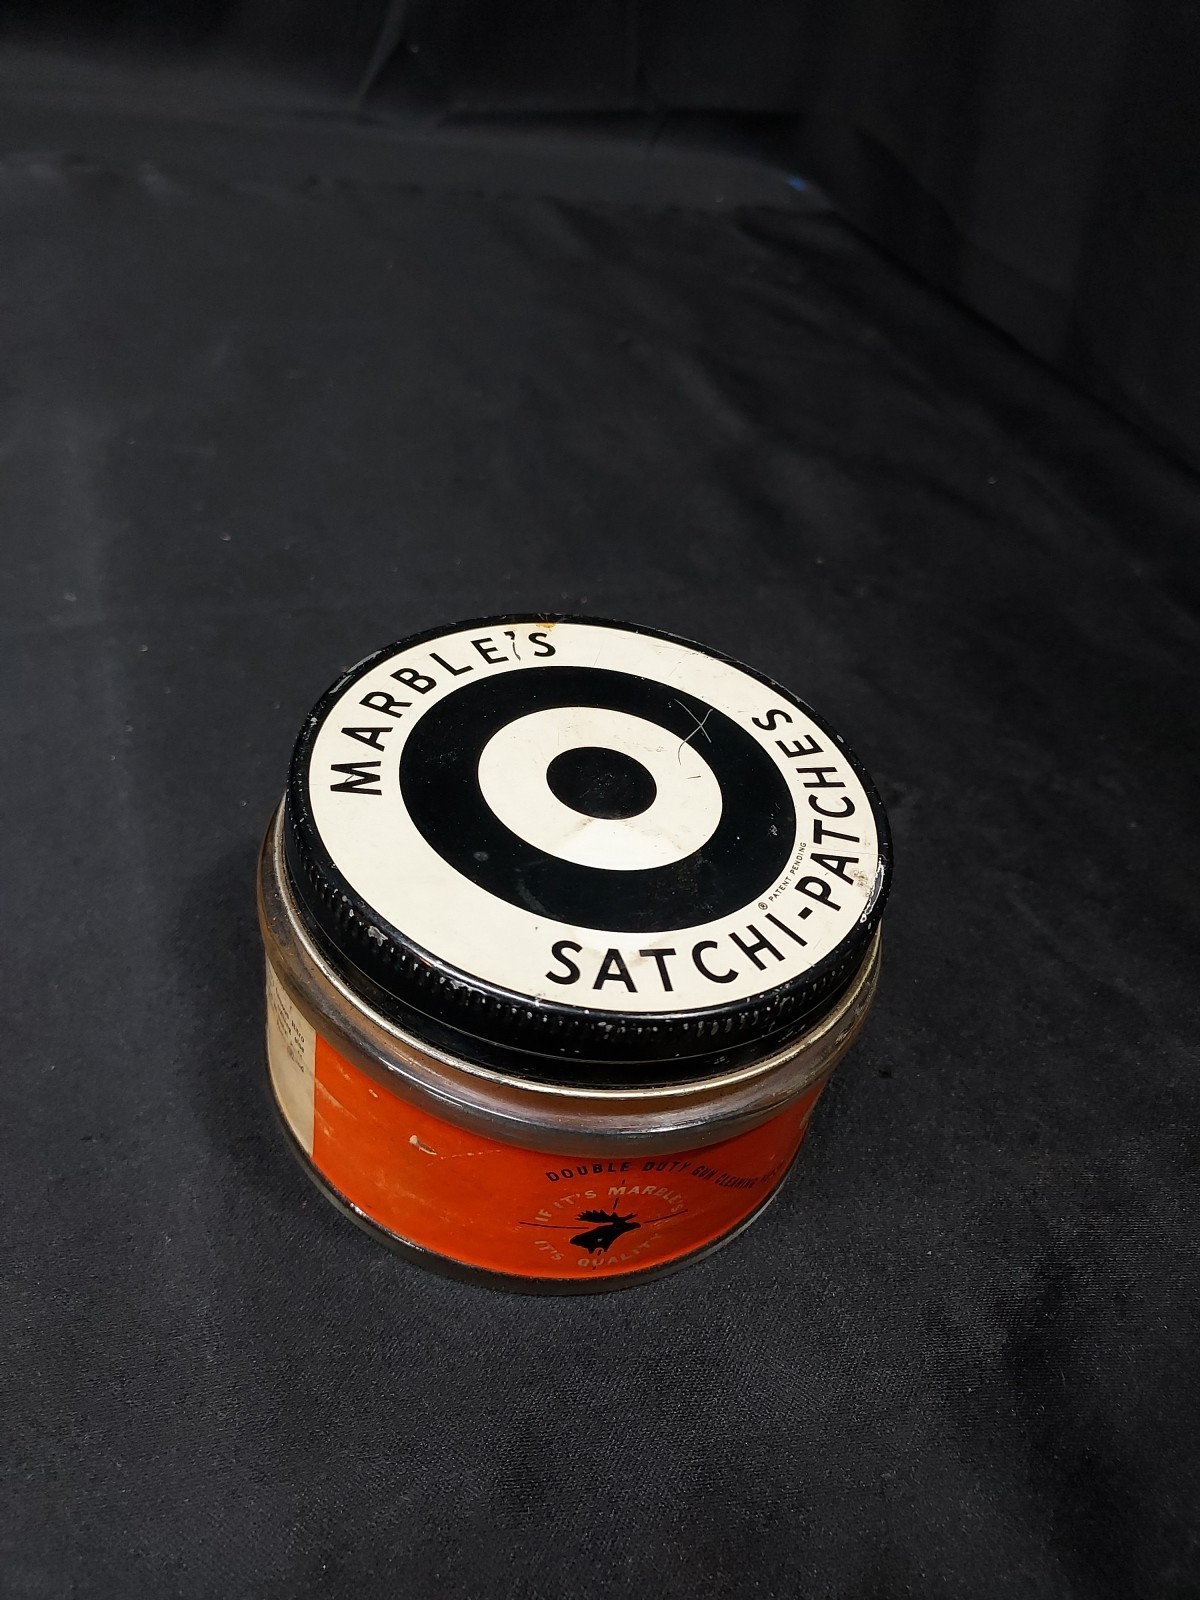 MARBLE'S
SATCHI-PATCHES
® PATENT PENDING
DOUBLE DUTY GUN CLEANING
IF IT'S MARBLE'S
IT'S QUALITY